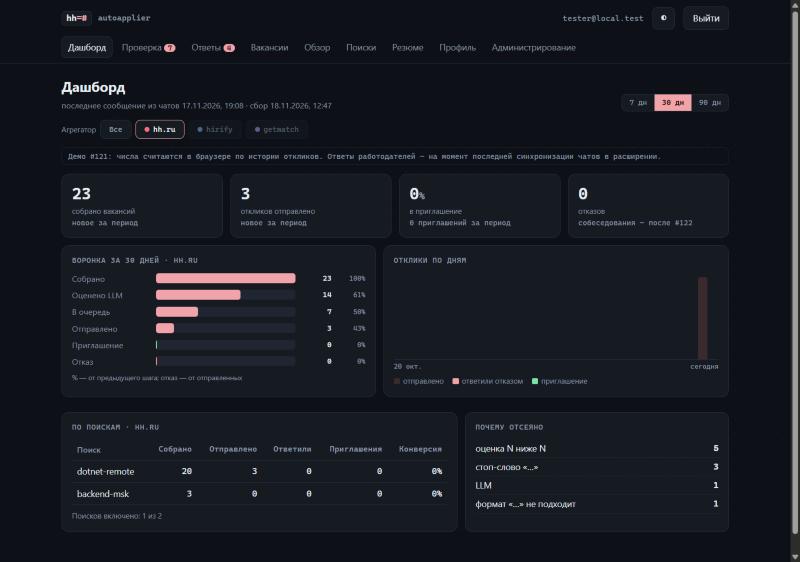 hh=# autoapplier tester@local.test Выйти
Дашборд Проверка 7 Ответы Вакансии Обзор Поиски Резюме Профиль Администрирование
Дашборд
последнее сообщение из чатов 17.11.2026, 19:08 · сбор 18.11.2026, 12:47
7 дн 30 дн 90 дн
Агрегатор Все hh.ru hirify getmatch
Демо #121: числа считаются в браузере по истории откликов. Ответы работодателей — на момент последней синхронизации чатов в расширении.
23
собрано вакансий
новое за период
3
откликов отправлено
новое за период
0%
в приглашение
0 приглашений за период
0
отказов
собеседования — после #122
ВОРОНКА ЗА 30 ДНЕЙ · HH.RU
Собрано 23 100%
Оценено LLM 14 61%
В очередь 7 50%
Отправлено 3 43%
Приглашение 0 0%
Отказ 0 0%
% — от предыдущего шага; отказ — от отправленных
ОТКЛИКИ ПО ДНЯМ
20 окт. сегодня
отправлено ответили отказом приглашение
ПО ПОИСКАМ · HH.RU
Поиск Собрано Отправлено Ответили Приглашения Конверсия
dotnet-remote 20 3 0 0 0%
backend-msk 3 0 0 0 0%
Поисков включено: 1 из 2
ПОЧЕМУ ОТСЕЯНО
оценка N ниже N 5
стоп-слово «…» 3
LLM 1
формат «…» не подходит 1